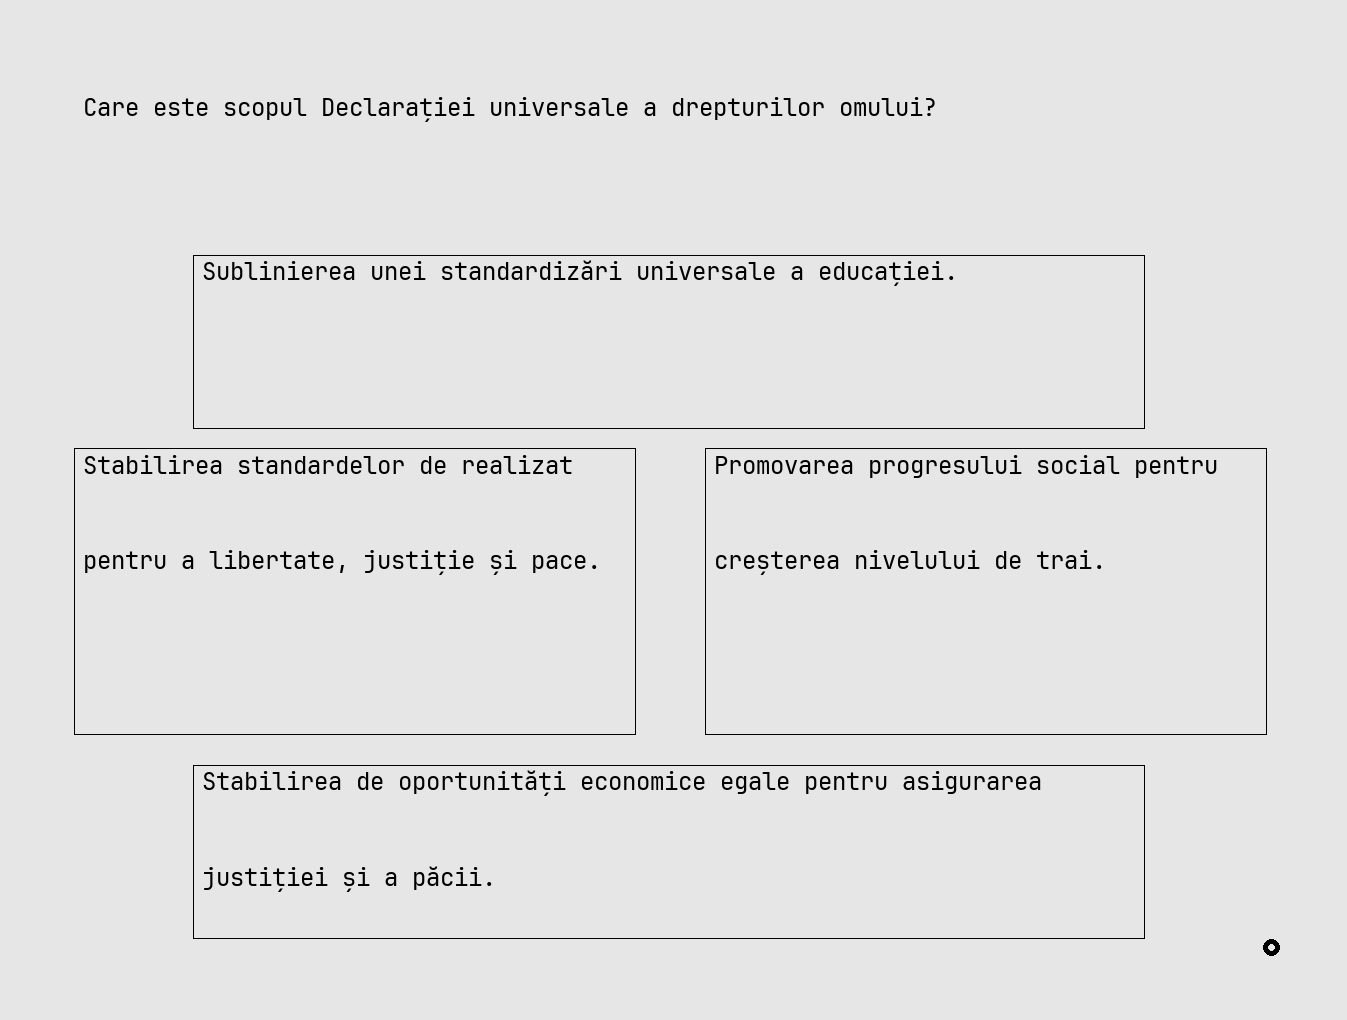 Care este scopul Declarației universale a drepturilor omului?
Sublinierea unei standardizări universale a educației.
Stabilirea standardelor de realizat
pentru a libertate, justiție și pace.
Promovarea progresului social pentru
creșterea nivelului de trai.
Stabilirea de oportunități economice egale pentru asigurarea
justiției și a păcii.